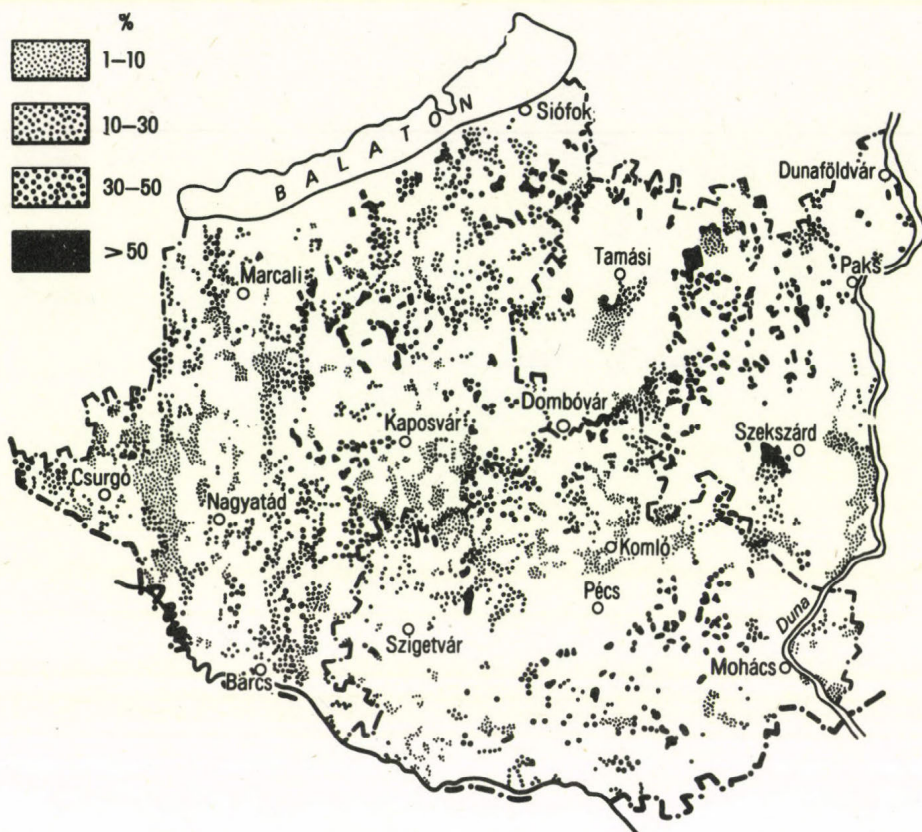 %
1–10
10–30
30–50
>50
BALATON
Siófok
Dunaföldvár
Marcali
Tamási
Paks
Kaposvár
Dombóvár
Szekszárd
Csurgó
Nagyatád
Komló
Pécs
Szigetvár
Duna
Mohács
Barcs